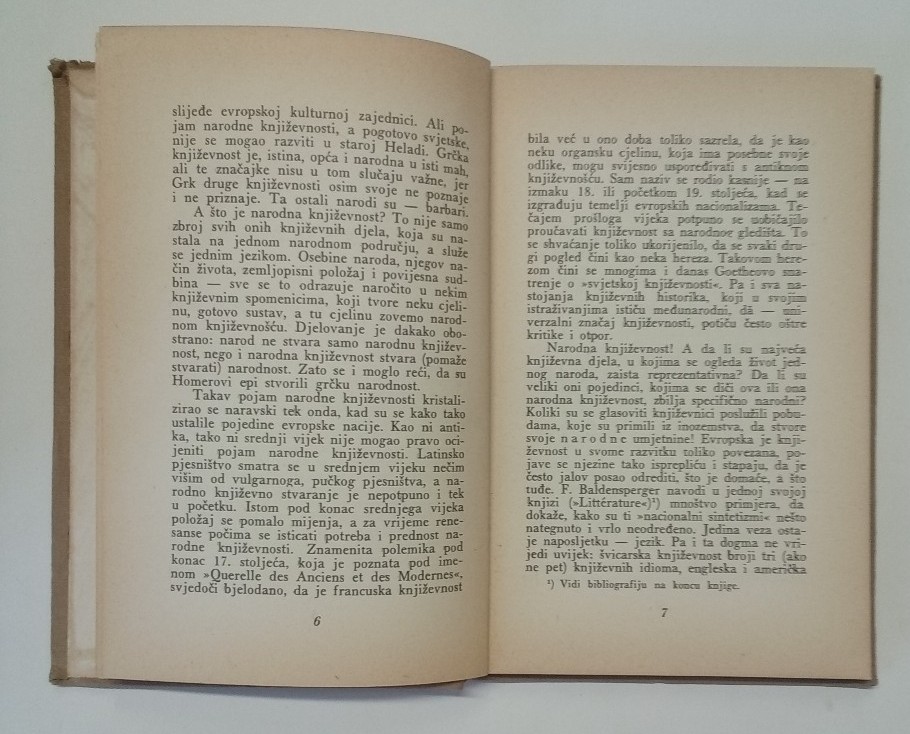 slijeđe evropskoj kulturnoj zajednici. Ali po-
jam narodne književnosti, a pogotovo svjetske,
nije se mogao razviti u staroj Heladi. Grčka
književnost je, istina, opća i narodna u isti mah,
ali te značajke nisu u tom slučaju važne, jer
Grk druge književnosti osim svoje ne poznaje
i ne priznaje. Ta ostali narodi su — barbari.
A što je narodna književnost? To nije samo
zbroj svih onih književnih djela, koja su na-
stala na jednom narodnom području, a služe
se jednim jezikom. Osebine naroda, njegov na-
čin života, zemljopisni položaj i povijesna sud-
bina — sve se to odrazuje naročito u nekim
književnim spomenicima, koji tvore neku cjeli-
nu, gotovo sustav, a tu cjelinu zovemo narod-
nom književnošću. Djelovanje je dakako obo-
strano: narod ne stvara samo narodnu književ-
nost, nego i narodna književnost stvara (pomaže
stvarati) narodnost. Zato se i moglo reći, da su
Homerovi epi stvorili grčku narodnost.
Takav pojam narodne književnosti kristali-
zirao se naravski tek onda, kad su se kako tako
ustalile pojedine evropske nacije. Kao ni anti-
ka, tako ni srednji vijek nije mogao pravo oci-
jeniti pojam narodne književnosti. Latinsko
pjesništvo smatra se u srednjem vijeku nečim
višim od vulgarnoga, pučkog pjesništva, a na-
rodno književno stvaranje je nepotpuno i tek
u početku. Istom pod konac srednjega vijeka
položaj se pomalo mijenja, a za vrijeme rene-
sanse počima se isticati potreba i prednost na-
rodne književnosti. Znamenita polemika pod
konac 17. stoljeća, koja je poznata pod ime-
nom »Querelle des Anciens et des Modernes«,
svjedoči bjelodano, da je francuska književnost
6
bila već u ono doba toliko sazrela, da je kao
neku organsku cjelinu, koja ima posebne svoje
odlike, mogu svijesno uspoređivati s antiknom
književnošću. Sam naziv se rodio kasnije — na
izmaku 18. ili početkom 19. stoljeća, kad se
izgrađuju temelji evropskih nacionalizama. Te-
čajem prošloga vijeka potpuno se uobičajilo
proučavati književnost sa narodnog gledišta. To
se shvaćanje toliko ukorijenilo, da se svaki dru-
gi pogled čini kao neka hereza. Takovom here-
zom čini se mnogima i danas Goetheovo sma-
trenje o »svjetskoj književnosti«. Pa i sva na-
stojanja književnih historika, koji u svojim
istraživanjima ističu međunarodni, dà — uni-
verzalni značaj književnosti, potiču često oštre
kritike i otpor.
Narodna književnost! A da li su najveća
književna djela, u kojima se ogleda život jed-
nog naroda, zaista reprezentativna? Da li su
veliki oni pojedinci, kojima se diči ova ili ona
narodna književnost, zbilja specifično narodni?
Koliki su se glasoviti književnici poslužili pobu-
dama, koje su primili iz inozemstva, da stvore
svoje narodne umjetnine! Evropska je knji-
ževnost u svome razvitku toliko povezana, po-
jave se njezine tako isprepliću i stapaju, da je
često jalov posao odrediti, što je domaće, a što
tuđe. F. Baldensperger navodi u jednoj svojoj
knjizi (»Littérature«)¹) mnoštvo primjera, da
dokaže, kako su ti »nacionalni sintetizmi« nešto
nategnuto i vrlo neodređeno. Jedina veza osta-
je naposljetku — jezik. Pa i ta dogma ne vri-
jedi uvijek: švicarska književnost broji tri (ako
ne pet) književnih idioma, engleska i američka
¹) Vidi bibliografiju na koncu knjige.
7